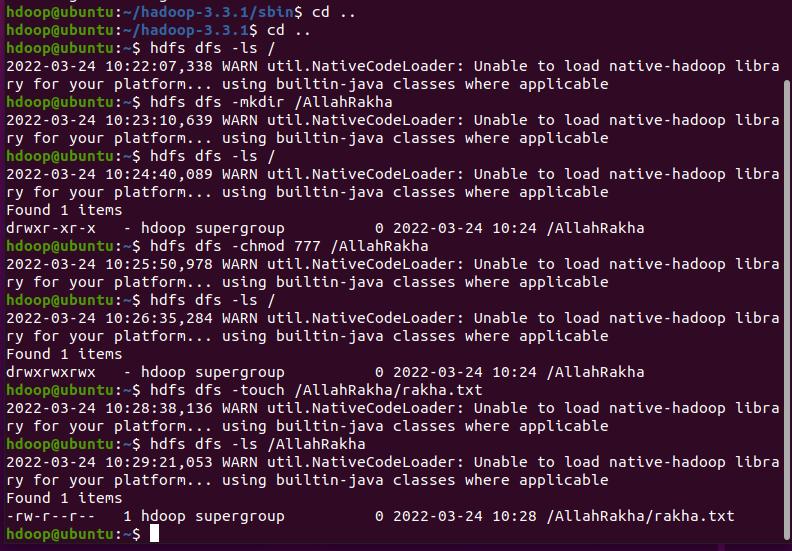 hdoop@ubuntu:~/hadoop-3.3.1/sbin$ cd ..
hdoop@ubuntu:~/hadoop-3.3.1$ cd ..
hdoop@ubuntu:~$ hdfs dfs -ls /
2022-03-24 10:22:07,338 WARN util.NativeCodeLoader: Unable to load native-hadoop libra
ry for your platform... using builtin-java classes where applicable
hdoop@ubuntu:~$ hdfs dfs -mkdir /AllahRakha
2022-03-24 10:23:10,639 WARN util.NativeCodeLoader: Unable to load native-hadoop libra
ry for your platform... using builtin-java classes where applicable
hdoop@ubuntu:~$ hdfs dfs -ls /
2022-03-24 10:24:40,089 WARN util.NativeCodeLoader: Unable to load native-hadoop libra
ry for your platform... using builtin-java classes where applicable
Found 1 items
drwxr-xr-x   - hdoop supergroup          0 2022-03-24 10:24 /AllahRakha
hdoop@ubuntu:~$ hdfs dfs -chmod 777 /AllahRakha
2022-03-24 10:25:50,978 WARN util.NativeCodeLoader: Unable to load native-hadoop libra
ry for your platform... using builtin-java classes where applicable
hdoop@ubuntu:~$ hdfs dfs -ls /
2022-03-24 10:26:35,284 WARN util.NativeCodeLoader: Unable to load native-hadoop libra
ry for your platform... using builtin-java classes where applicable
Found 1 items
drwxrwxrwx   - hdoop supergroup          0 2022-03-24 10:24 /AllahRakha
hdoop@ubuntu:~$ hdfs dfs -touch /AllahRakha/rakha.txt
2022-03-24 10:28:38,136 WARN util.NativeCodeLoader: Unable to load native-hadoop libra
ry for your platform... using builtin-java classes where applicable
hdoop@ubuntu:~$ hdfs dfs -ls /AllahRakha
2022-03-24 10:29:21,053 WARN util.NativeCodeLoader: Unable to load native-hadoop libra
ry for your platform... using builtin-java classes where applicable
Found 1 items
-rw-r--r--   1 hdoop supergroup          0 2022-03-24 10:28 /AllahRakha/rakha.txt
hdoop@ubuntu:~$